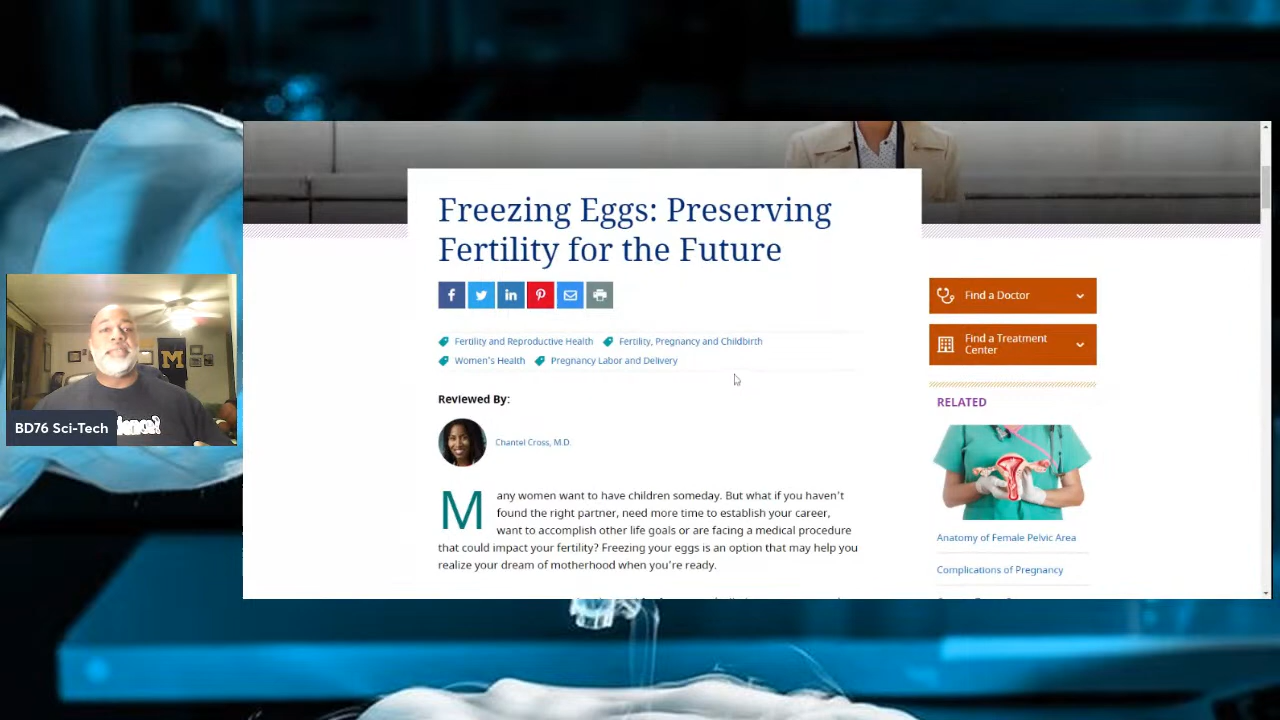 Freezing Eggs: Preserving
Fertility for the Future
Fertility and Reproductive Health
Fertility, Pregnancy and Childbirth
Women's Health
Pregnancy Labor and Delivery
Reviewed By:
Chantel Cross, M.D.
Many women want to have children someday. But what if you haven't
found the right partner, need more time to establish your career,
want to accomplish other life goals or are facing a medical procedure
that could impact your fertility? Freezing your eggs is an option that may help you
realize your dream of motherhood when you're ready.
Find a Doctor
Find a Treatment
Center
RELATED
Anatomy of Female Pelvic Area
Complications of Pregnancy
M
BD76 Sci-Tech